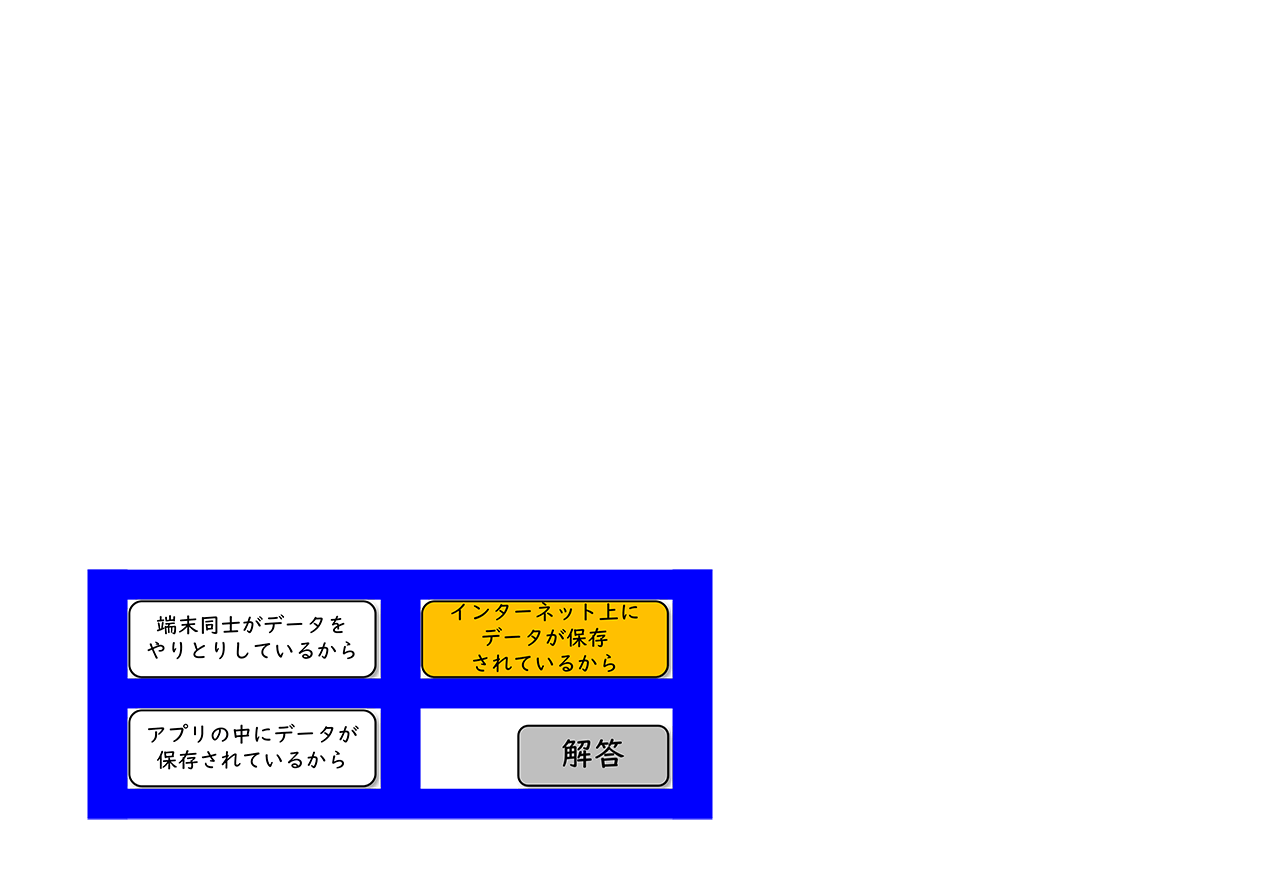 端末同士がデータを
やりとりしているから
インターネット上に
データが保存
されているから
アプリの中にデータが
保存されているから
解答